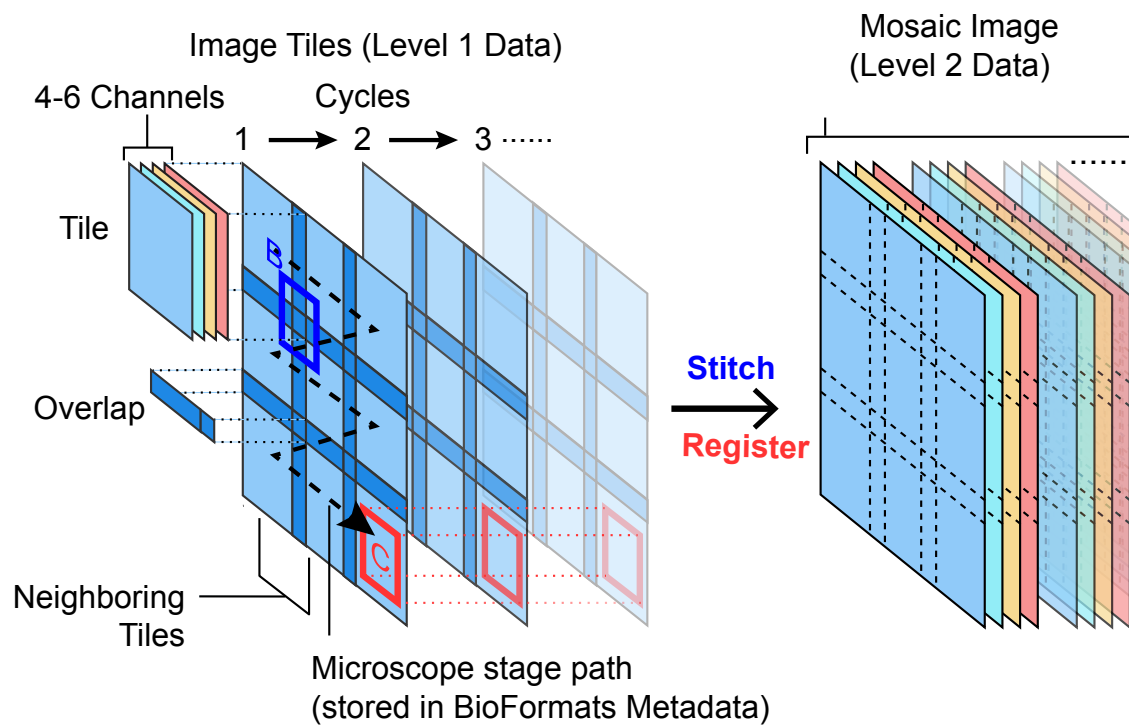 Image Tiles (Level 1 Data)
Mosaic Image
(Level 2 Data)
4-6 Channels
Cycles
1 2 3 ......
.......
Tile
B
Overlap
Stitch
Register
C
Neighboring
Tiles
Microscope stage path
(stored in BioFormats Metadata)